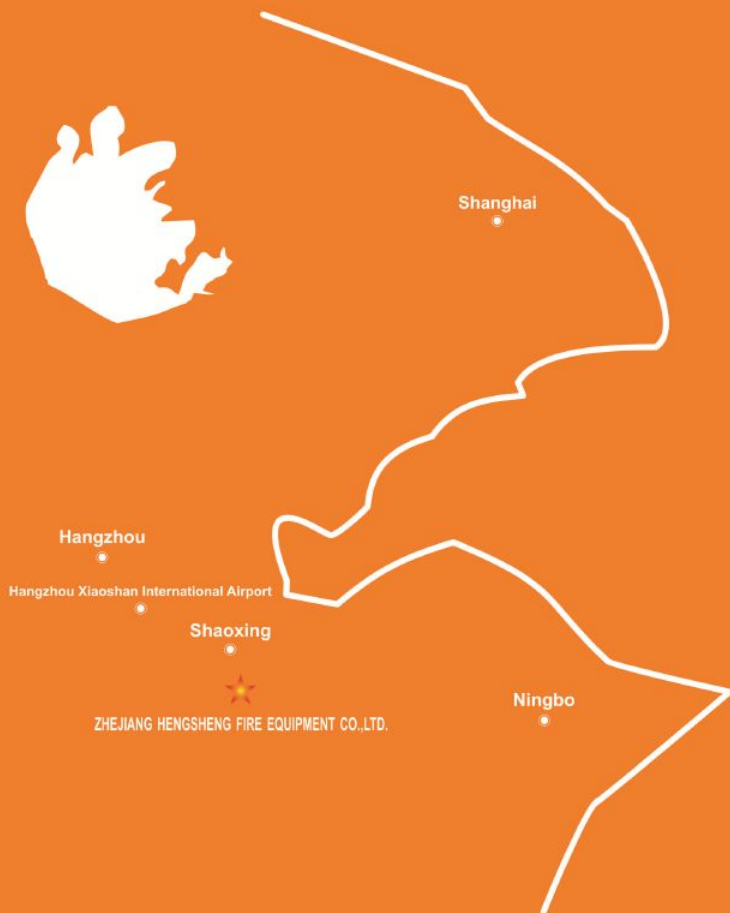 Shanghai
Hangzhou
Hangzhou Xiaoshan International Airport
Shaoxing
Ningbo
ZHEJIANG HENGSHENG FIRE EQUIPMENT CO.,LTD.